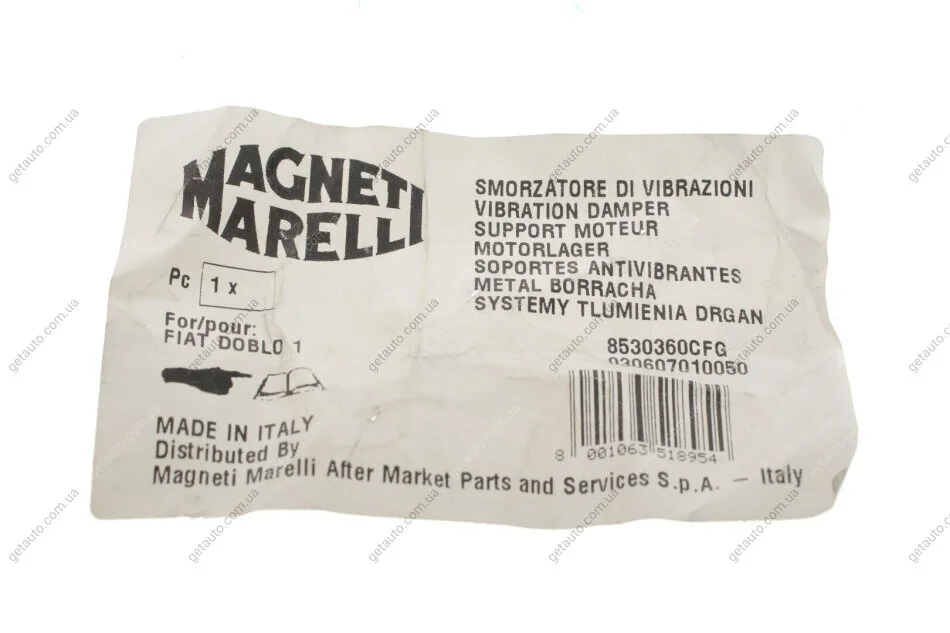 MAGNETI
MARELLI
Pc 1 x
For/pour:
FIAT DOBLO 1
SMORZATORE DI VIBRAZIONI
VIBRATION DAMPER
SUPPORT MOTEUR
MOTORLAGER
SOPORTES ANTIVIBRANTES
METAL BORRACHA
SYSTEMY TLUMIENIA DRGAN
8530360CFG
030607010050
8 001063 518954
MADE IN ITALY
Distributed By
Magneti Marelli After Market Parts and Services S.p.A. – Italy
getauto.com.ua